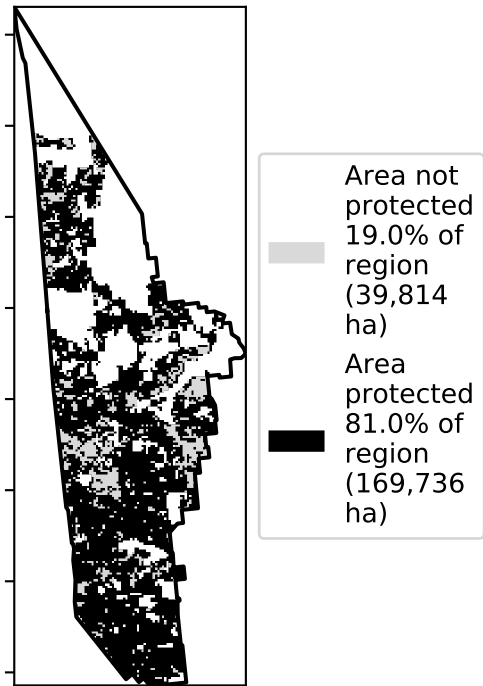 Area not
protected
19.0% of
region
(39,814
ha)
Area
protected
81.0% of
region
(169,736
ha)